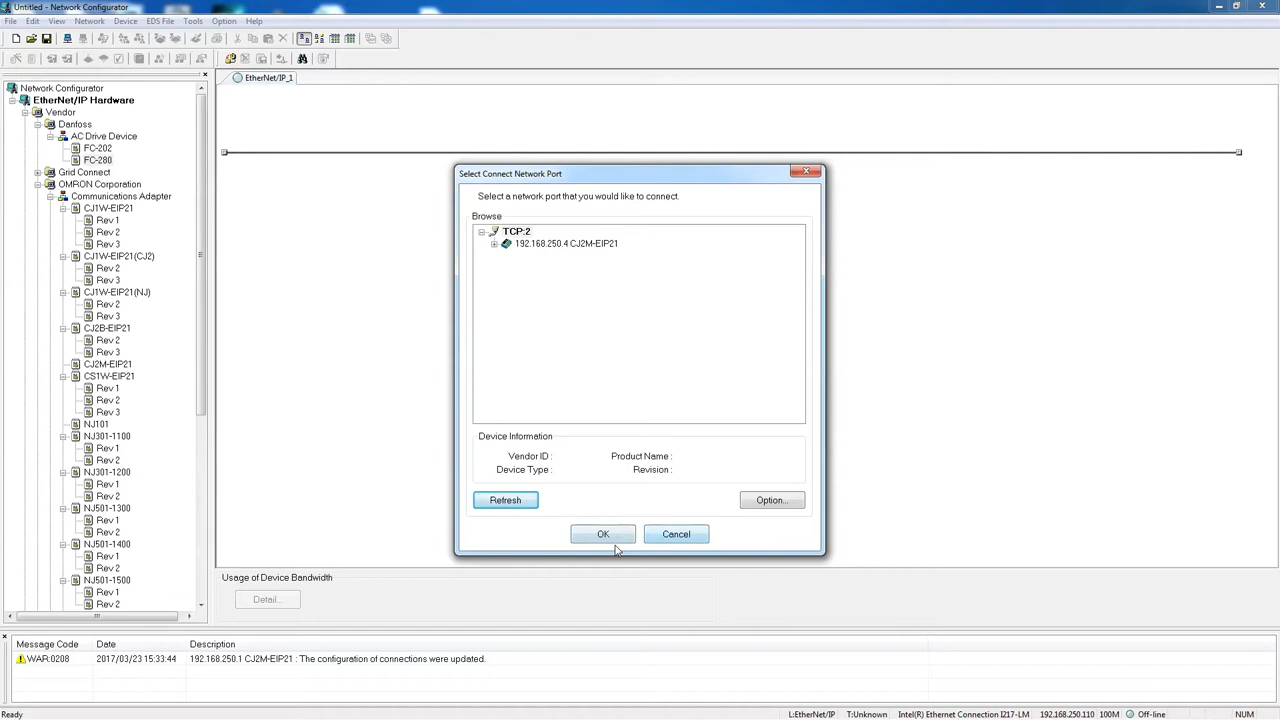 Untitled - Network Configurator
File Edit View Network Device EDS File Tools Option Help
Network Configurator
EtherNet/IP Hardware
Vendor
Danfoss
AC Drive Device
FC-202
FC-280
Grid Connect
OMRON Corporation
Communications Adapter
CJ1W-EIP21
Rev 1
Rev 2
Rev 3
CJ1W-EIP21(CJ2)
Rev 2
Rev 3
CJ1W-EIP21(NJ)
Rev 2
Rev 3
CJ2B-EIP21
Rev 2
Rev 3
CJ2M-EIP21
CS1W-EIP21
Rev 1
Rev 2
Rev 3
NJ101
NJ301-1100
Rev 1
Rev 2
NJ301-1200
Rev 1
Rev 2
NJ501-1300
Rev 1
Rev 2
NJ501-1400
Rev 1
Rev 2
NJ501-1500
Rev 1
Rev 2
EtherNet/IP_1
Select Connect Network Port
Select a network port that you would like to connect.
Browse
TCP:2
192.168.250.4 CJ2M-EIP21
Device Information
Vendor ID : Product Name :
Device Type : Revision :
Refresh Option...
OK Cancel
Usage of Device Bandwidth
Detail...
Message Code Date Description
WAR:0208 2017/03/23 15:33:44 192.168.250.1 CJ2M-EIP21 : The configuration of connections were updated.
Ready L:EtherNet/IP T:Unknown Intel(R) Ethernet Connection I217-LM 192.168.250.110 100M Off-line NUM